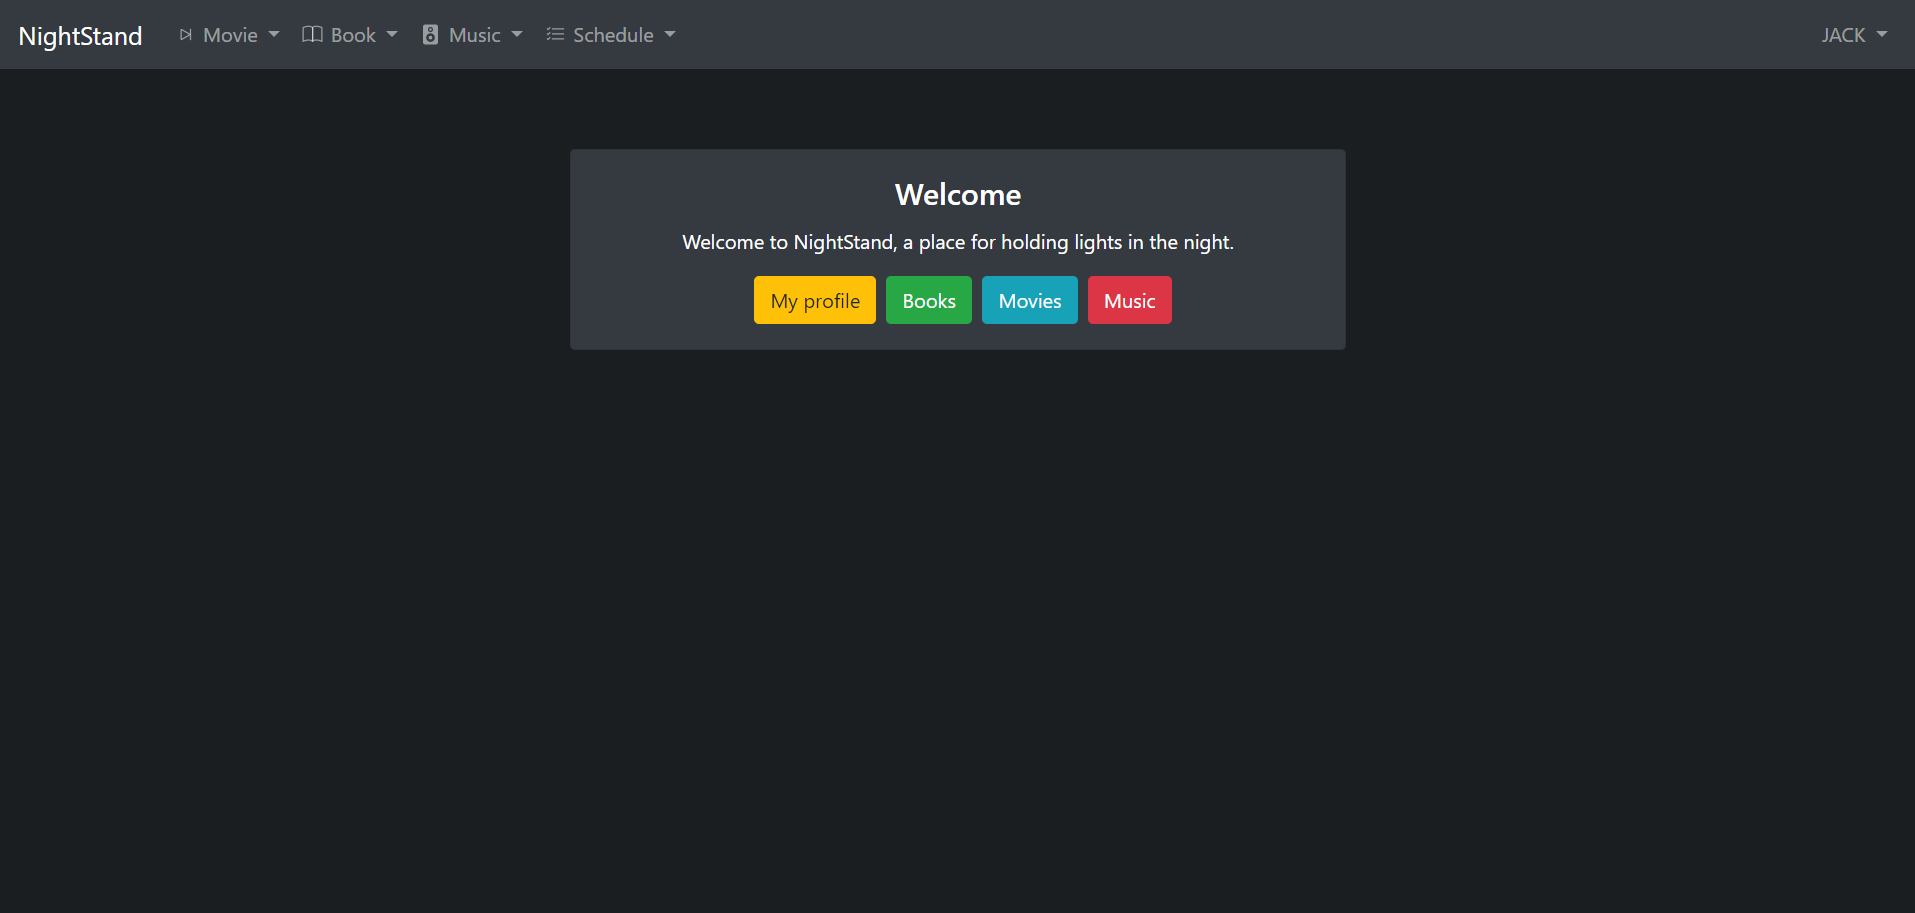 NightStand Movie Book Music Schedule JACK
Welcome
Welcome to NightStand, a place for holding lights in the night.
My profile Books Movies Music